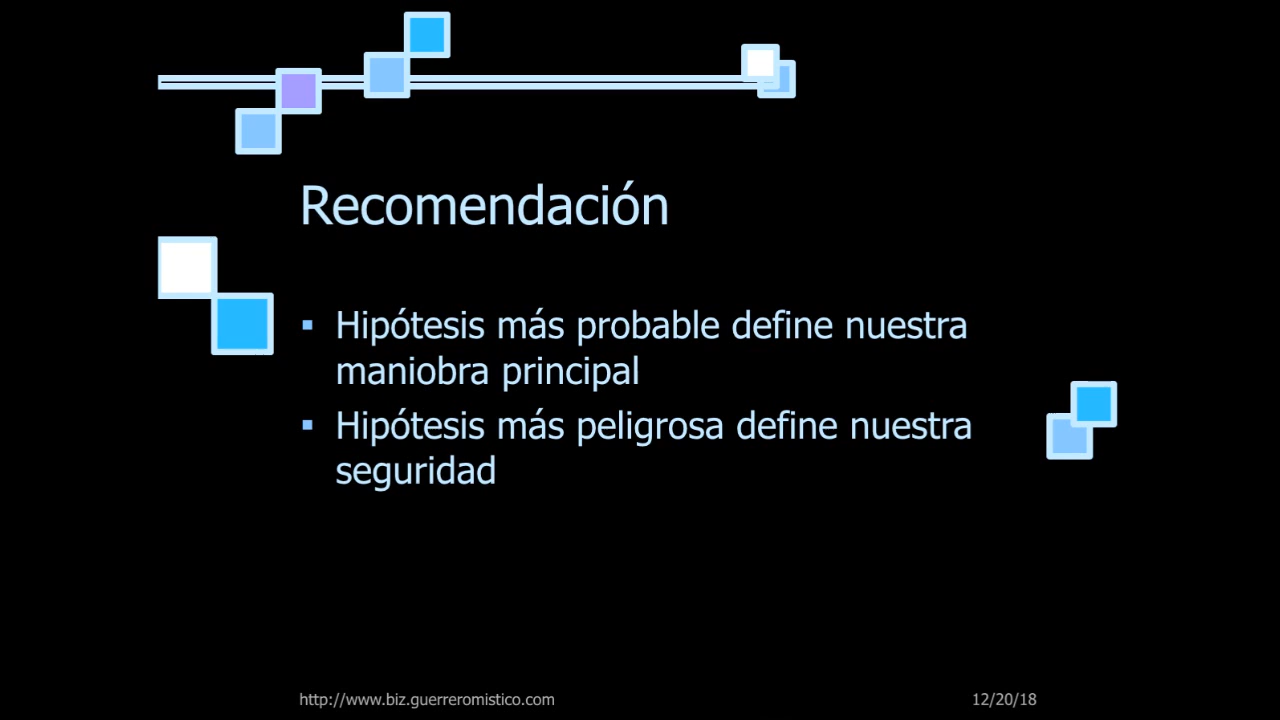 Recomendación
▪ Hipótesis más probable define nuestra
maniobra principal
▪ Hipótesis más peligrosa define nuestra
seguridad
http://www.biz.guerreromistico.com
12/20/18